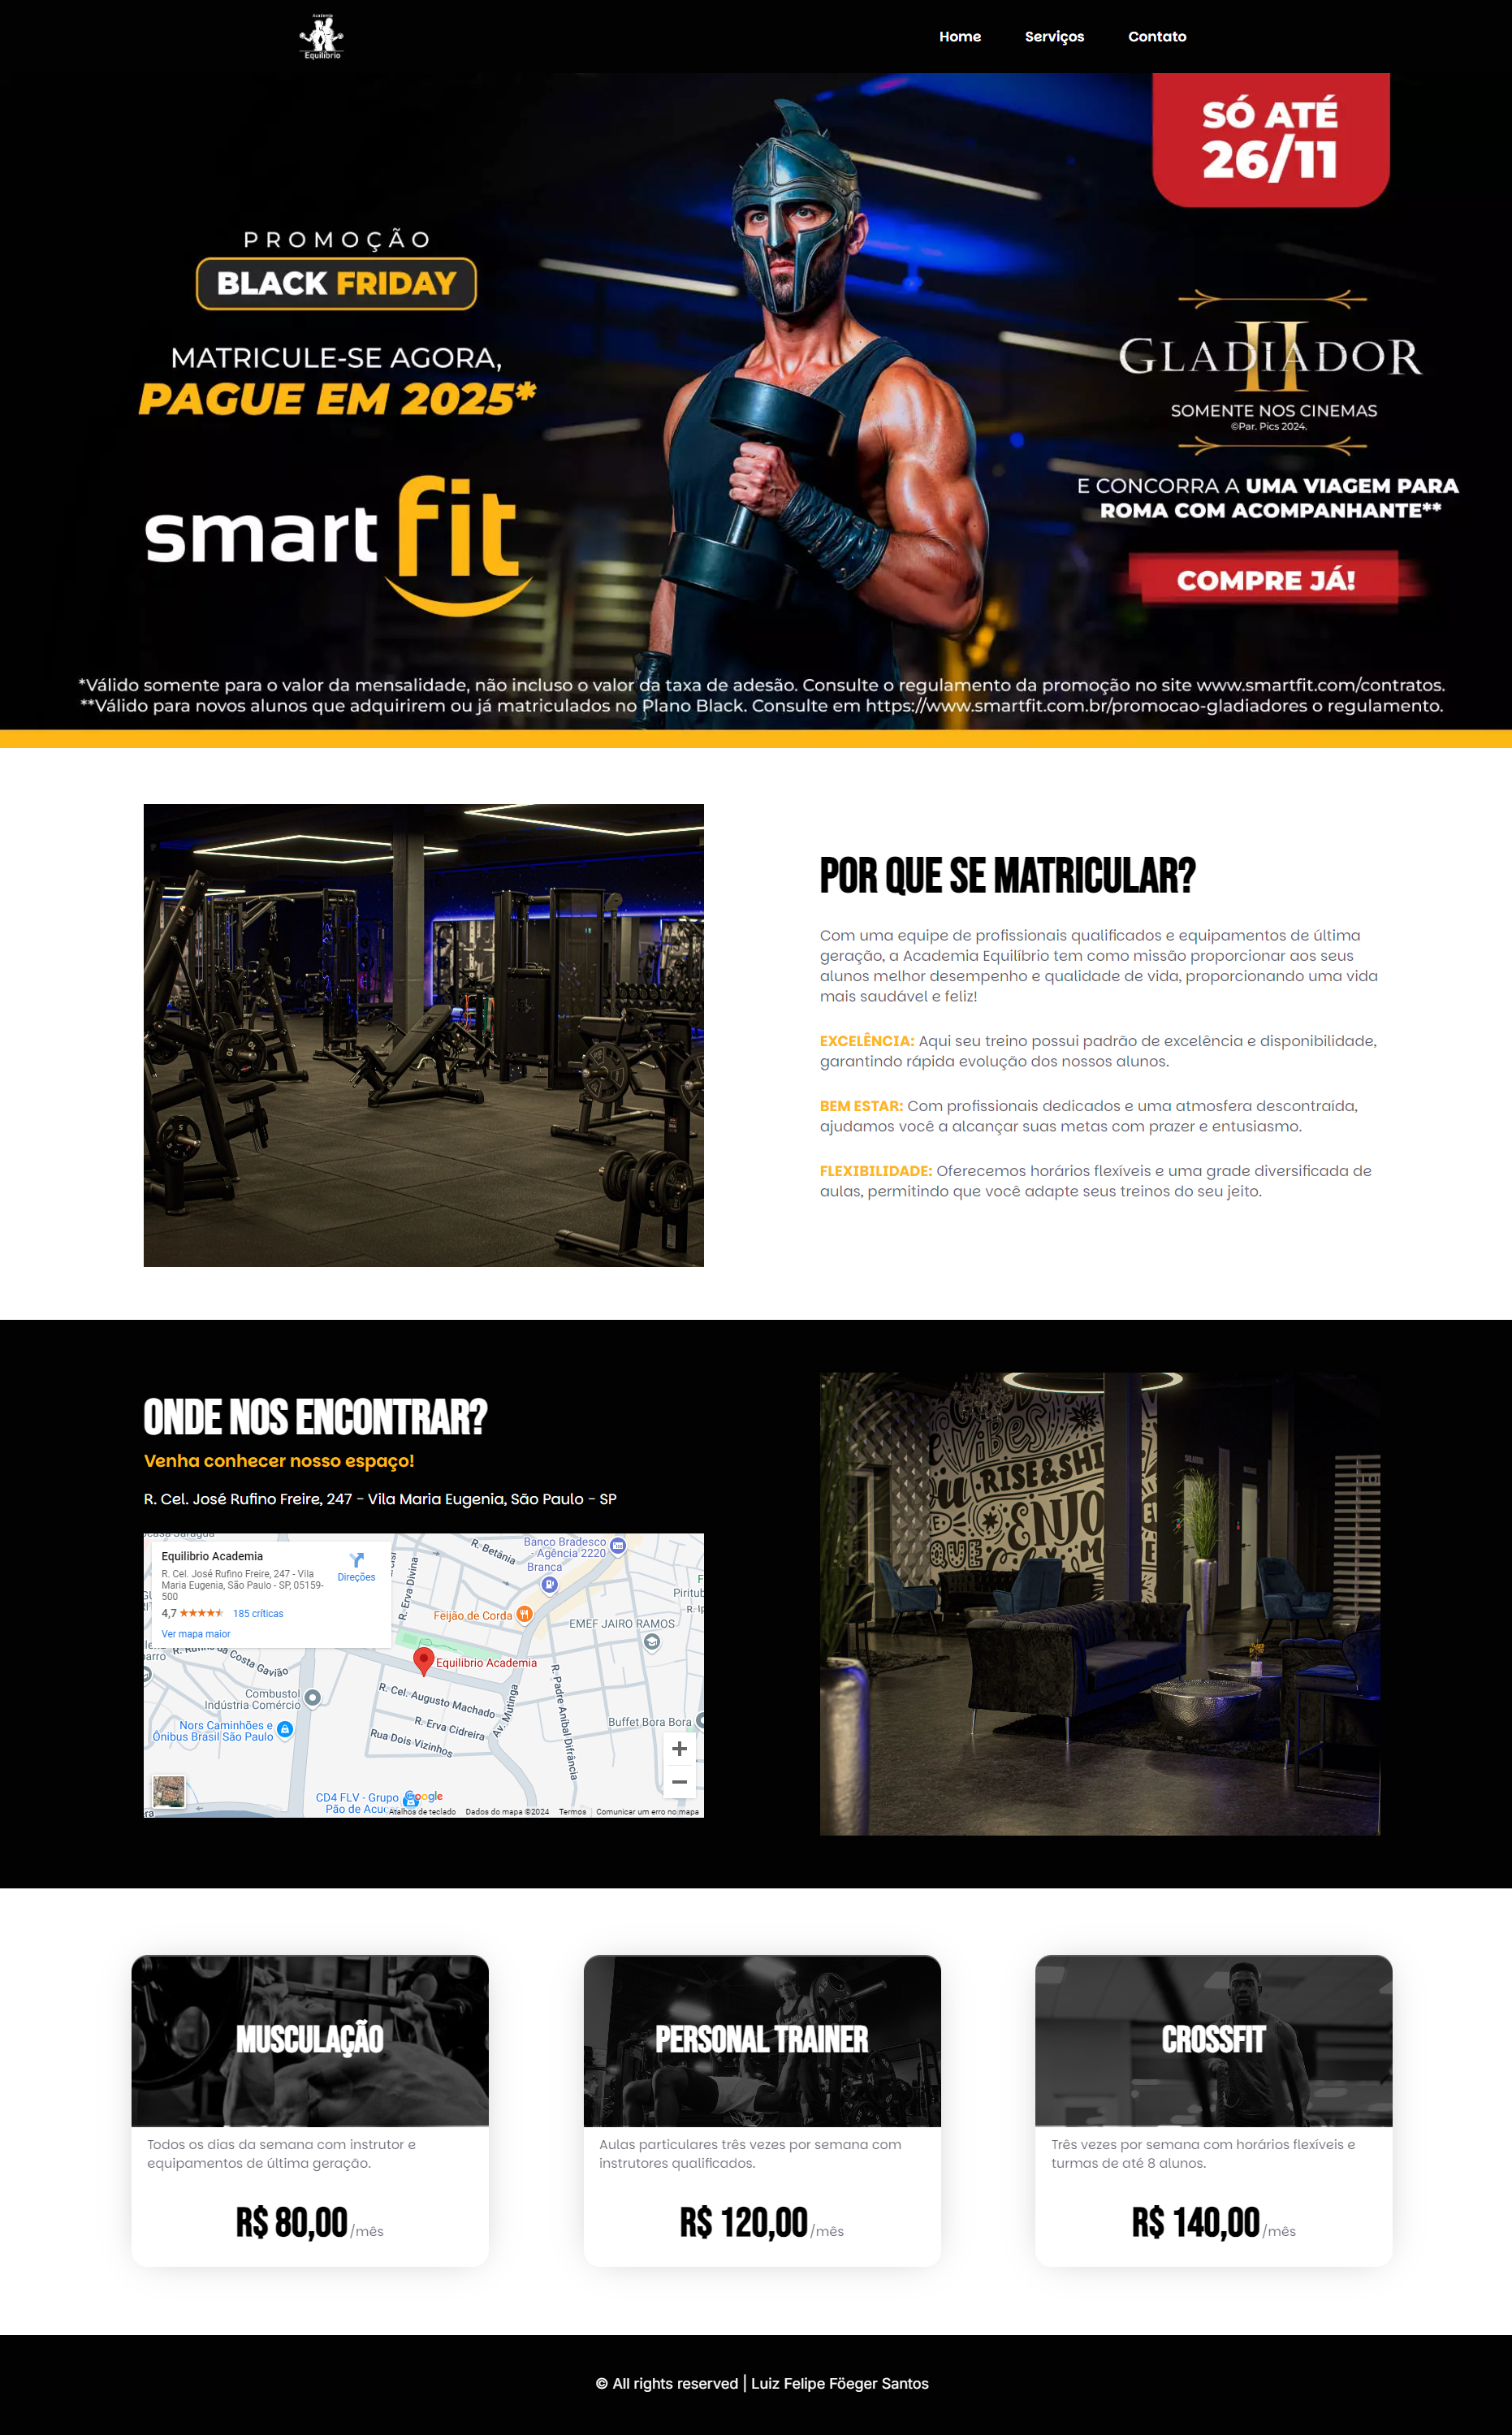 Academia
Equilíbrio
Home
Serviços
Contato
SÓ ATÉ
26/11
PROMOÇÃO
BLACK FRIDAY
MATRICULE-SE AGORA,
PAGUE EM 2025*
smart fit
GLADIADOR
II
SOMENTE NOS CINEMAS
©Par. Pics 2024.
E CONCORRA A UMA VIAGEM PARA
ROMA COM ACOMPANHANTE**
COMPRE JÁ!
*Válido somente para o valor da mensalidade, não incluso o valor da taxa de adesão. Consulte o regulamento da promoção no site www.smartfit.com/contratos.
**Válido para novos alunos que adquirirem ou já matriculados no Plano Black. Consulte em https://www.smartfit.com.br/promocao-gladiadores o regulamento.
POR QUE SE MATRICULAR?
Com uma equipe de profissionais qualificados e equipamentos de última
geração, a Academia Equilíbrio tem como missão proporcionar aos seus
alunos melhor desempenho e qualidade de vida, proporcionando uma vida
mais saudável e feliz!
EXCELÊNCIA: Aqui seu treino possui padrão de excelência e disponibilidade,
garantindo rápida evolução dos nossos alunos.
BEM ESTAR: Com profissionais dedicados e uma atmosfera descontraída,
ajudamos você a alcançar suas metas com prazer e entusiasmo.
FLEXIBILIDADE: Oferecemos horários flexíveis e uma grade diversificada de
aulas, permitindo que você adapte seus treinos do seu jeito.
ONDE NOS ENCONTRAR?
Venha conhecer nosso espaço!
R. Cel. José Rufino Freire, 247 - Vila Maria Eugenia, São Paulo - SP
Equilibrio Academia
R. Cel. José Rufino Freire, 247 - Vila
Maria Eugenia, São Paulo - SP, 05159-
500
4,7
185 críticas
Ver mapa maior
Direções
R. Betânia
Banco Bradesco
- Agência 2220
Branca
R. Erva Divina
Feijão de Corda
EMEF JAIRO RAMOS
Equilibrio Academia
R. Cel. Augusto Machado
R. Erva Cidreira
Rua Dois Vizinhos
Av. Mutinga
R. Padre Aníbal Difrância
Buffet Bora Bora
Combustol
Indústria Comércio
Nors Caminhões e
Ônibus Brasil São Paulo
CD4 FLV - Grupo
Google
Atalhos de teclado
Dados do mapa ©2024
Termos
Comunicar um erro no mapa
VIBES
RISE&SHI
ENJO
MUSCULAÇÃO
Todos os dias da semana com instrutor e
equipamentos de última geração.
R$ 80,00/mês
PERSONAL TRAINER
Aulas particulares três vezes por semana com
instrutores qualificados.
R$ 120,00/mês
CROSSFIT
Três vezes por semana com horários flexíveis e
turmas de até 8 alunos.
R$ 140,00/mês
© All rights reserved | Luiz Felipe Föeger Santos